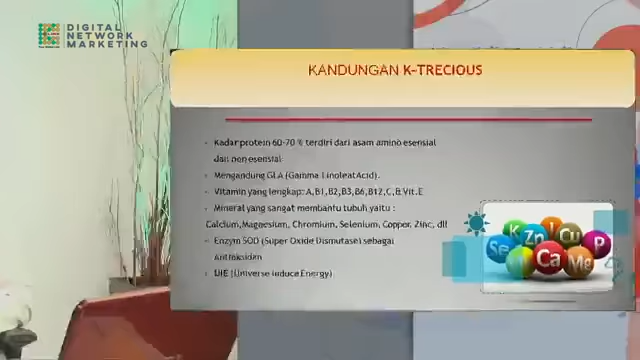 DIGITAL
NETWORK
MARKETING
KANDUNGAN K-TRECIOUS
- Kadar protein 60-70 % terdiri dari asam amino esensial
dan non esensial
- Mengandung GLA (Gamma Linoleat Acid).
- Vitamin yang lengkap: A,B1,B2,B3,B6,B12,C,& Vit.E
- Mineral yang sangat membantu tubuh yaitu :
Calcium,Magnesium, Chromium, Selenium, Copper, Zinc, dll
- Enzym SOD (Super Oxide Dismutase) sebagai
Antioksidan
- UIE (Universe Induce Energy)
K Zn I Cu P
Se Ca Mg